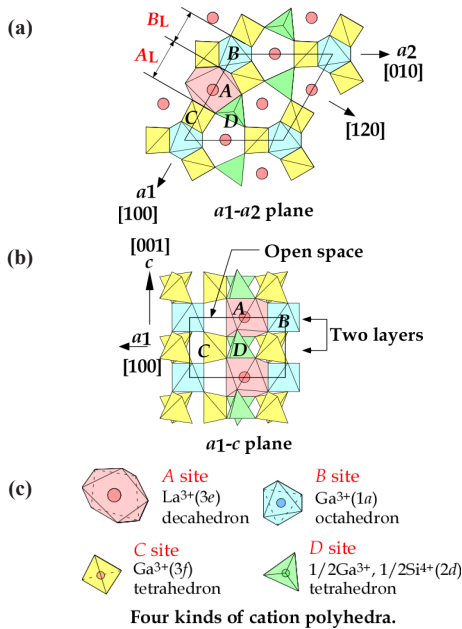 (a)
B_L
A_L
B
a2
[010]
A
C
D
[120]
a1
[100]
a1-a2 plane
(b)
[001]
c
Open space
A
B
a1
[100]
C
D
Two layers
a1-c plane
(c)
A site
La³⁺(3e)
decahedron
B site
Ga³⁺(1a)
octahedron
C site
Ga³⁺(3f)
tetrahedron
D site
1/2Ga³⁺, 1/2Si⁴⁺(2d)
tetrahedron
Four kinds of cation polyhedra.